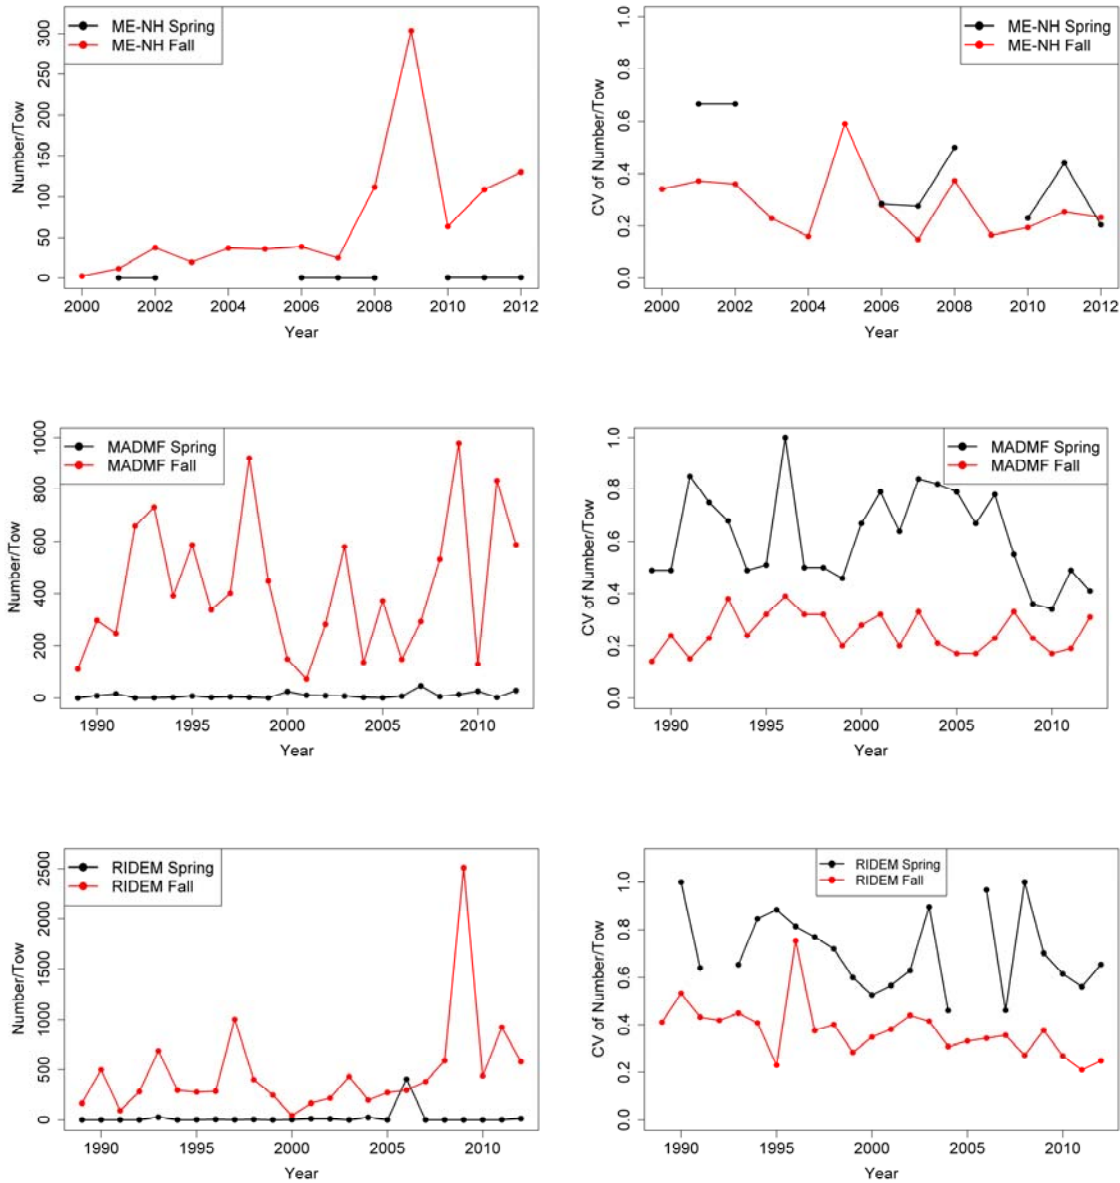 ME-NH Spring
ME-NH Fall
Number/Tow
0 50 100 150 200 250 300
2000 2002 2004 2006 2008 2010 2012
Year
ME-NH Spring
ME-NH Fall
CV of Number/Tow
0.0 0.2 0.4 0.6 0.8 1.0
2000 2002 2004 2006 2008 2010 2012
Year
MADMF Spring
MADMF Fall
Number/Tow
0 200 400 600 800 1000
1990 1995 2000 2005 2010
Year
MADMF Spring
MADMF Fall
CV of Number/Tow
0.0 0.2 0.4 0.6 0.8 1.0
1990 1995 2000 2005 2010
Year
RIDEM Spring
RIDEM Fall
Number/Tow
0 500 1000 1500 2000 2500
1990 1995 2000 2005 2010
Year
RIDEM Spring
RIDEM Fall
CV of Number/Tow
0.0 0.2 0.4 0.6 0.8 1.0
1990 1995 2000 2005 2010
Year